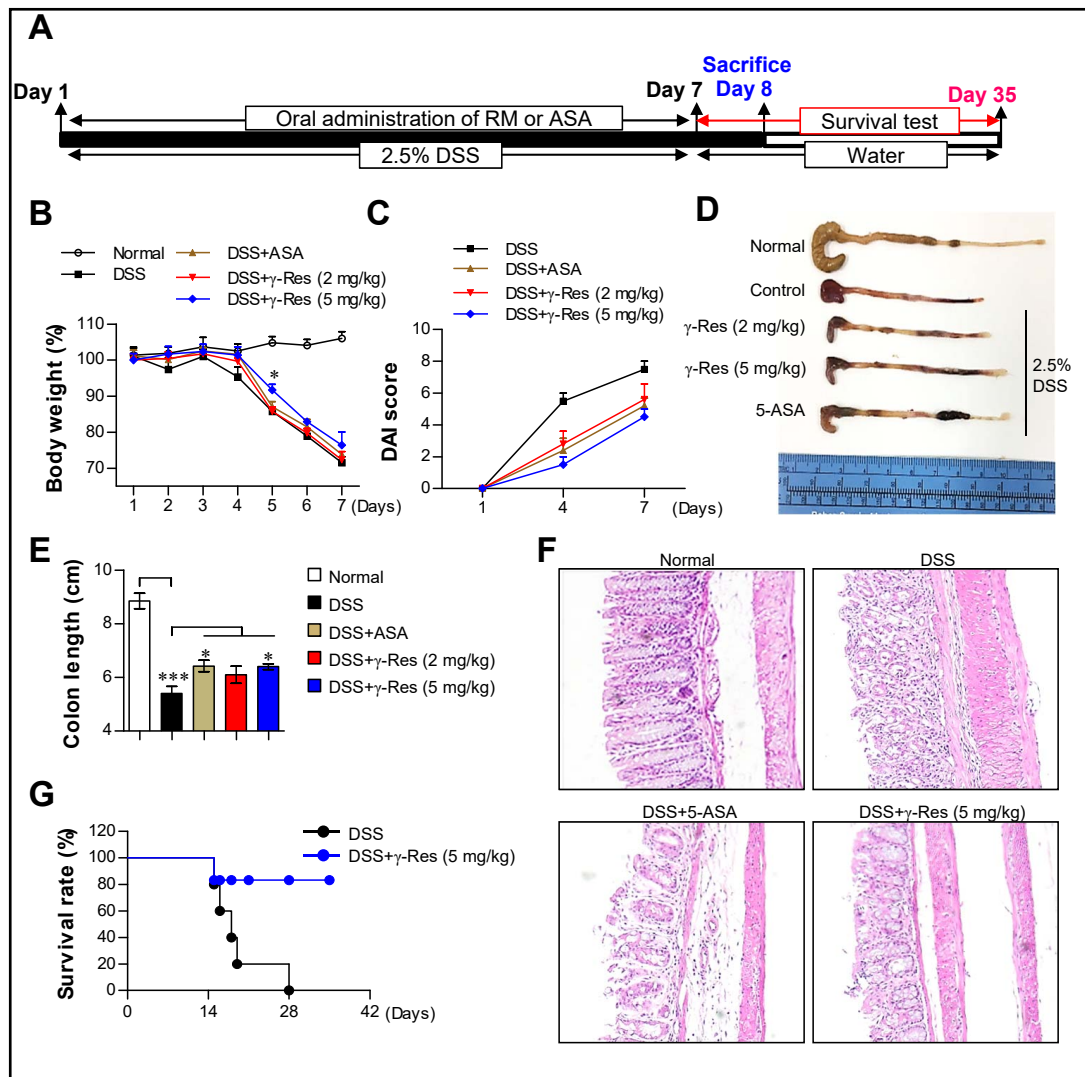 A
Day 1
Oral administration of RM or ASA
2.5% DSS
Day 7
Sacrifice
Day 8
Survival test
Water
Day 35
B
Normal
DSS
DSS+ASA
DSS+γ-Res (2 mg/kg)
DSS+γ-Res (5 mg/kg)
Body weight (%)
110
100
90
80
70
*
1 2 3 4 5 6 7 (Days)
C
DSS
DSS+ASA
DSS+γ-Res (2 mg/kg)
DSS+γ-Res (5 mg/kg)
DAI score
8
6
4
2
0
1 4 7 (Days)
D
Normal
Control
γ-Res (2 mg/kg)
γ-Res (5 mg/kg)
5-ASA
2.5%
DSS
E
Colon length (cm)
10
8
6
4
***
*
*
Normal
DSS
DSS+ASA
DSS+γ-Res (2 mg/kg)
DSS+γ-Res (5 mg/kg)
F
Normal
DSS
DSS+5-ASA
DSS+γ-Res (5 mg/kg)
G
Survival rate (%)
120
100
80
60
40
20
0
0 14 28 42 (Days)
DSS
DSS+γ-Res (5 mg/kg)